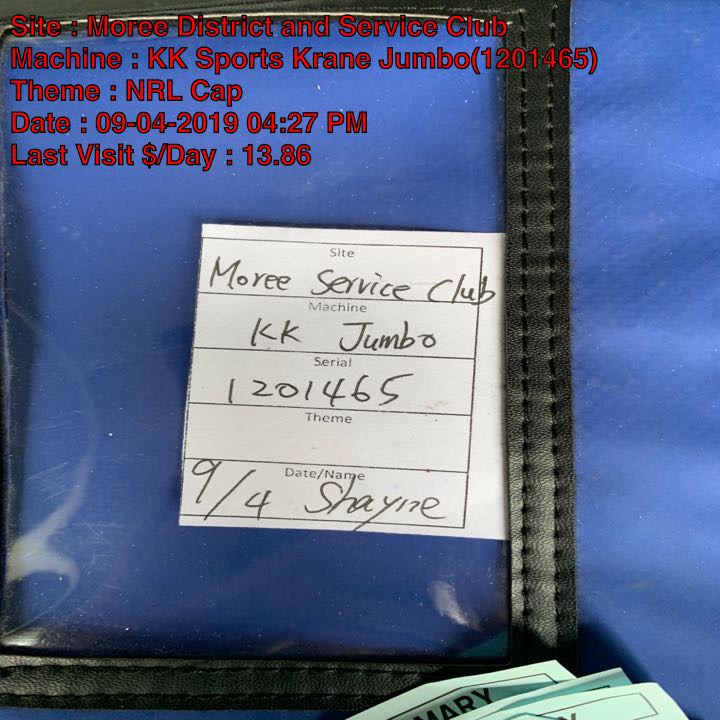 Site : Moree District and Service Club
Machine : KK Sports Krane Jumbo(1201465)
Theme : NRL Cap
Date : 09-04-2019 04:27 PM
Last Visit $/Day : 13.86
Site
Moree Service Club
Machine
KK Jumbo
Serial
1201465
Theme
Date/Name
9/4 Shayne